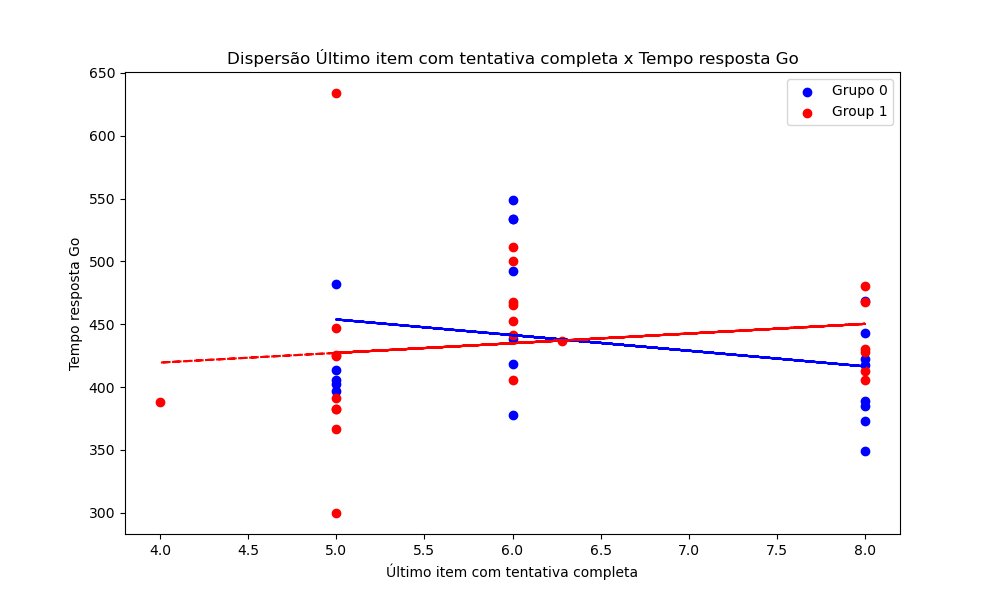 Dispersão Último item com tentativa completa x Tempo resposta Go
Grupo 0
Group 1
Tempo resposta Go
650
600
550
500
450
400
350
300
4.0 4.5 5.0 5.5 6.0 6.5 7.0 7.5 8.0
Último item com tentativa completa